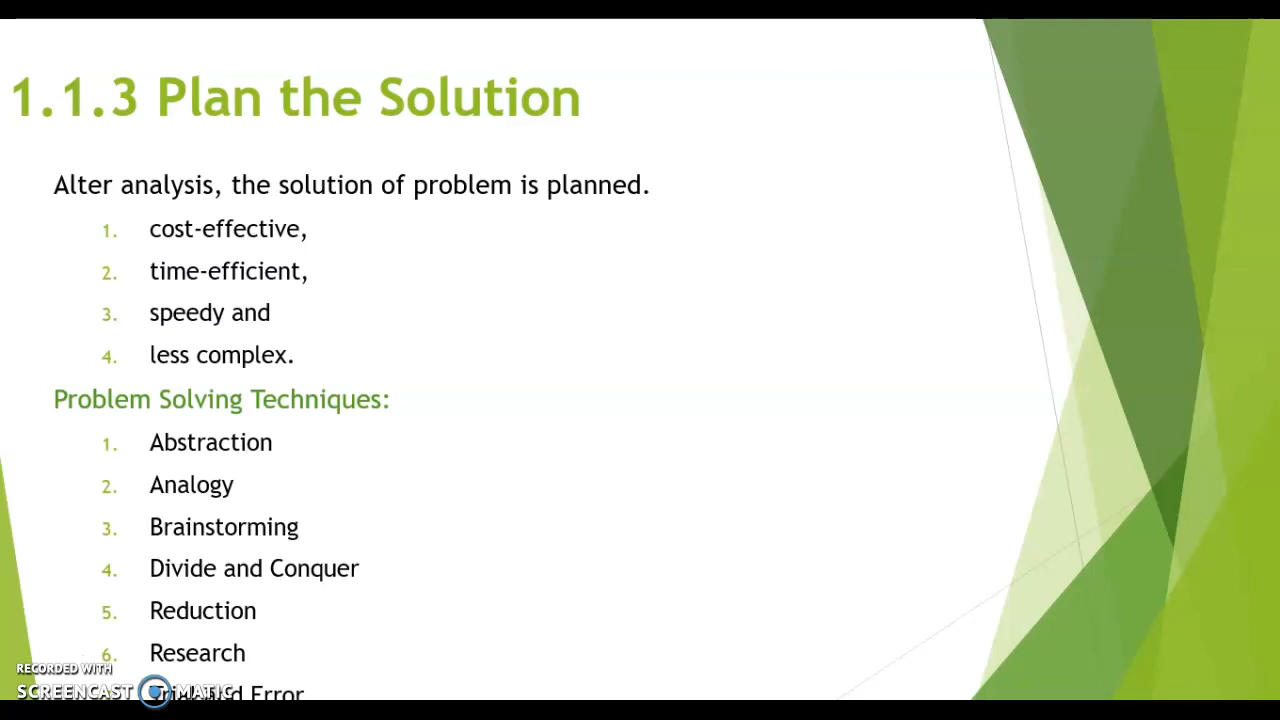 1.1.3 Plan the Solution
Alter analysis, the solution of problem is planned.
1. cost-effective,
2. time-efficient,
3. speedy and
4. less complex.
Problem Solving Techniques:
1. Abstraction
2. Analogy
3. Brainstorming
4. Divide and Conquer
5. Reduction
6. Research
Error
RECORDED WITH
SCREENCAST MATIC